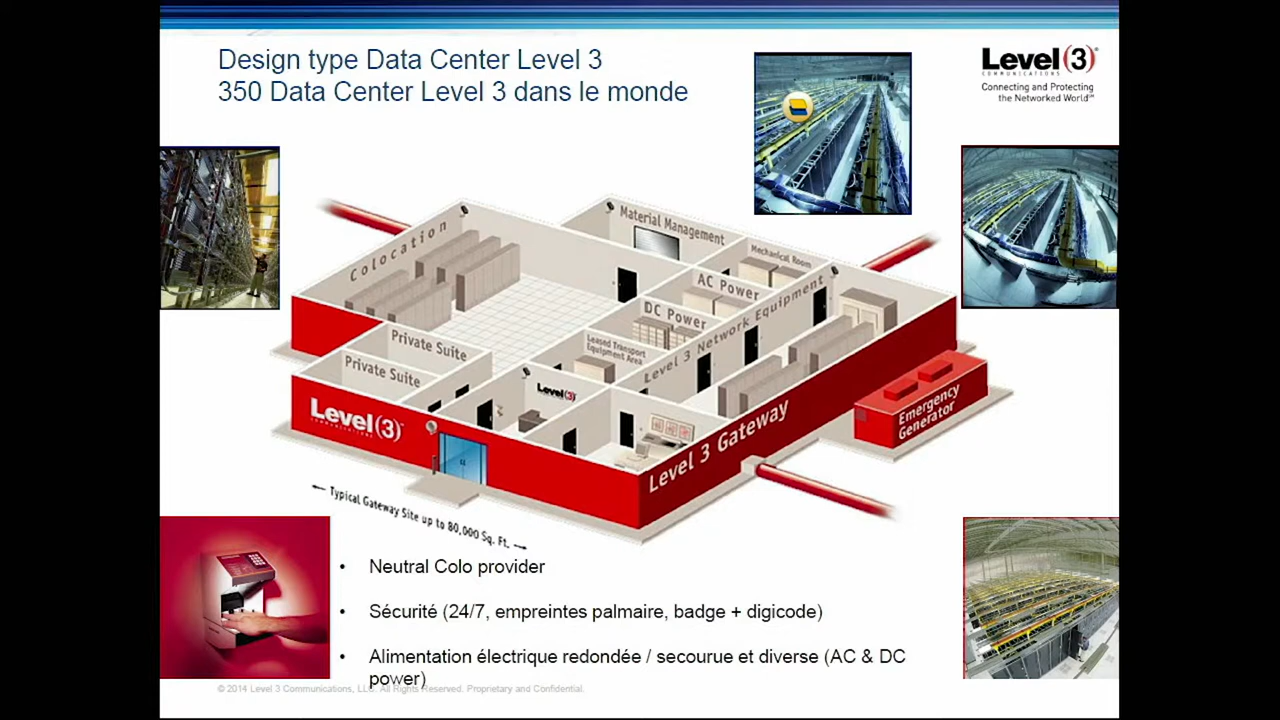 Design type Data Center Level 3
350 Data Center Level 3 dans le monde
Level (3)
COMMUNICATIONS
Connecting and Protecting
the Networked World℠
Colocation
Material Management
Mechanical Room
AC Power
DC Power
Leased Transport
Equipment Area
Level 3 Network Equipment
Private Suite
Private Suite
Level (3)
Level (3)
COMMUNICATIONS
Level 3 Gateway
Emergency
Generator
Typical Gateway Site up to 80,000 Sq. Ft.
• Neutral Colo provider
• Sécurité (24/7, empreintes palmaire, badge + digicode)
• Alimentation électrique redondée / secourue et diverse (AC & DC
power)
© 2014 Level 3 Communications, LLC. All Rights Reserved. Proprietary and Confidential.